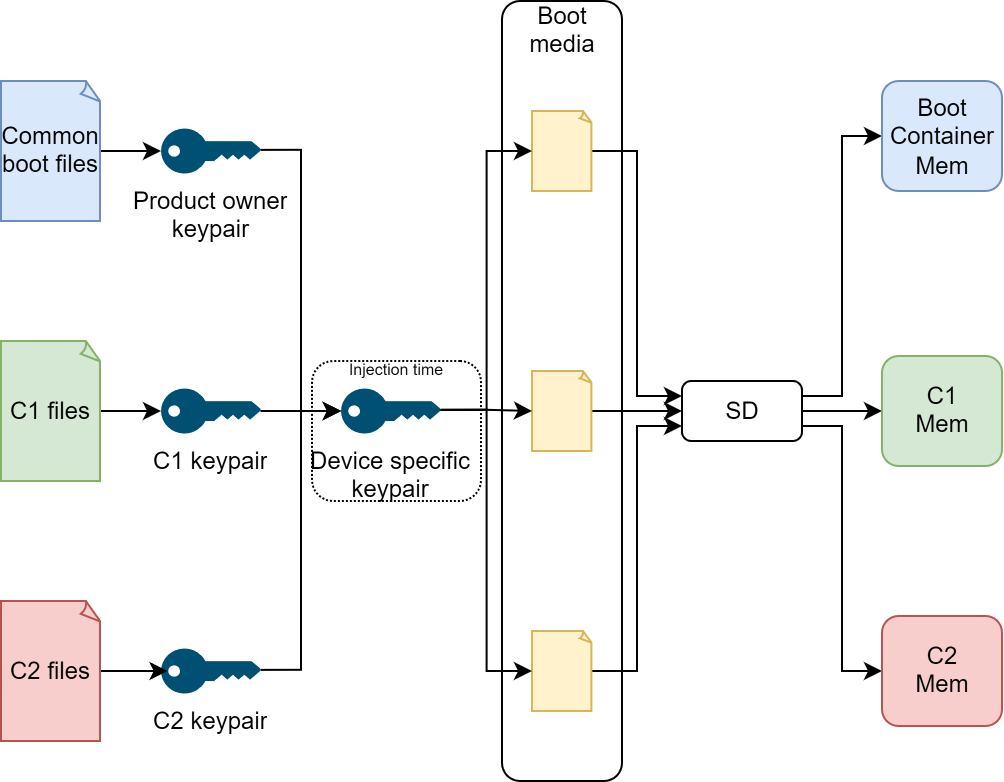 Boot
media
Common
boot files
Product owner
keypair
Boot
Container
Mem
C1 files
C1 keypair
Injection time
Device specific
keypair
SD
C1
Mem
C2 files
C2 keypair
C2
Mem